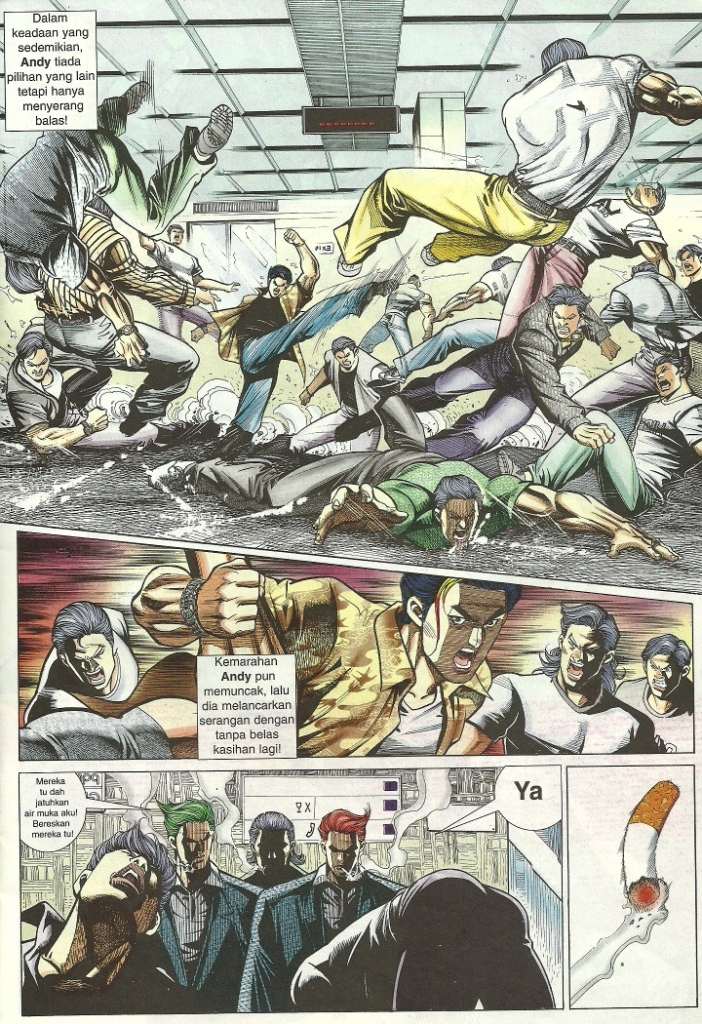 Dalam
keadaan yang
sedemikian,
Andy tiada
pilihan yang lain
tetapi hanya
menyerang
balas!
Kemarahan
Andy pun
memuncak, lalu
dia melancarkan
serangan dengan
tanpa belas
kasihan lagi!
Mereka
tu dah
jatuhkan
air muka aku!
Bereskan
mereka tu!
Ya